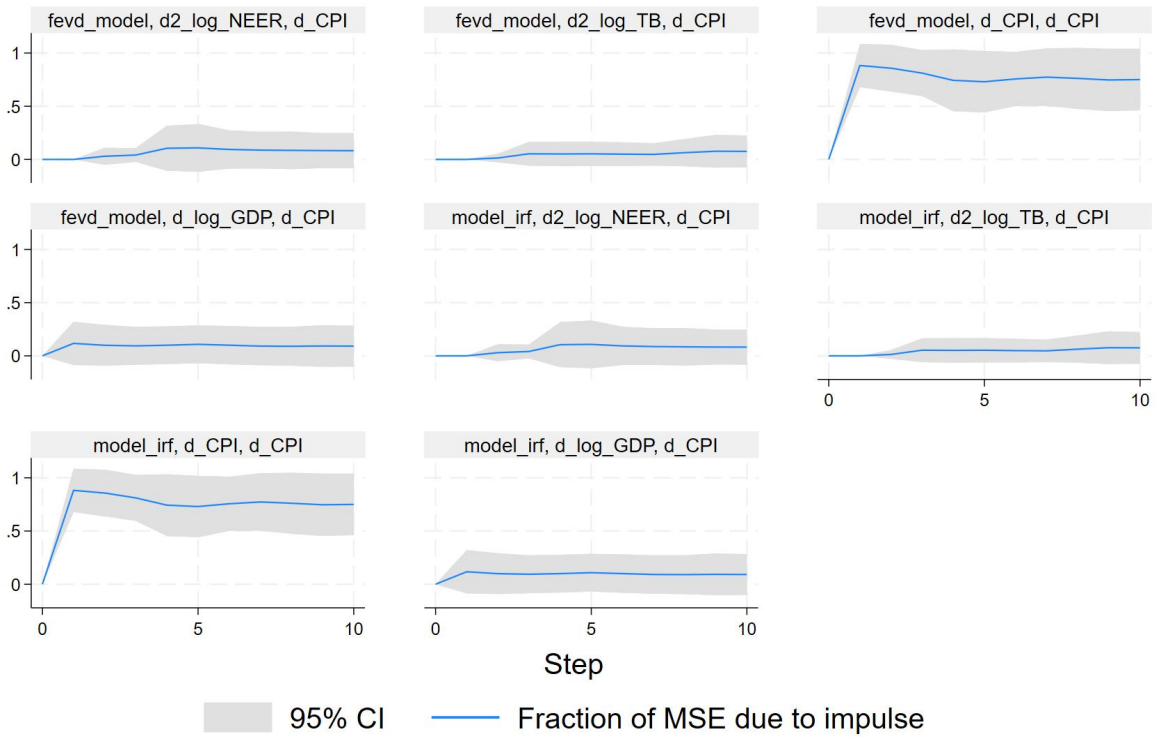 fevd_model, d2_log_NEER, d_CPI
fevd_model, d2_log_TB, d_CPI
fevd_model, d_CPI, d_CPI
1
.5
0
fevd_model, d_log_GDP, d_CPI
model_irf, d2_log_NEER, d_CPI
model_irf, d2_log_TB, d_CPI
1
.5
0
0 5 10
model_irf, d_CPI, d_CPI
model_irf, d_log_GDP, d_CPI
1
.5
0
0 5 10
0 5 10
Step
95% CI
Fraction of MSE due to impulse